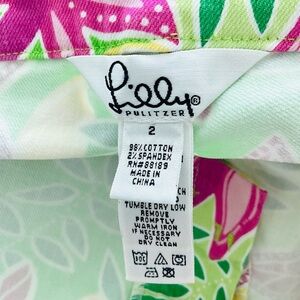 Lilly®
PULITZER
2
98% COTTON
2% SPANDEX
RN#88189
MADE IN
CHINA
TUMBLE DRY LOW
REMOVE
PROMPTLY
WARM IRON
IF NECESSARY
DO NOT
DRY CLEAN